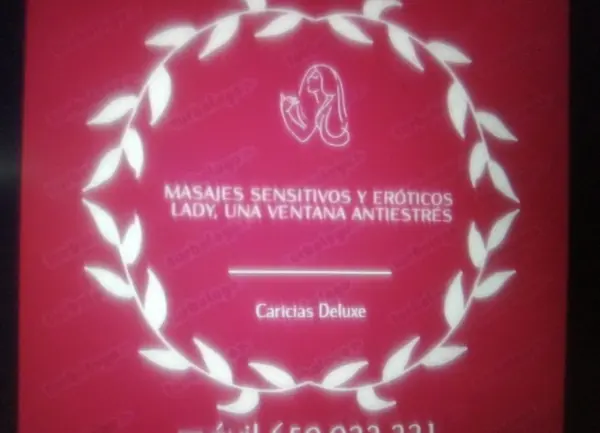 MASAJES SENSITIVOS Y ERÓTICOS
LADY, UNA VENTANA ANTIESTRÉS
Caricias Deluxe